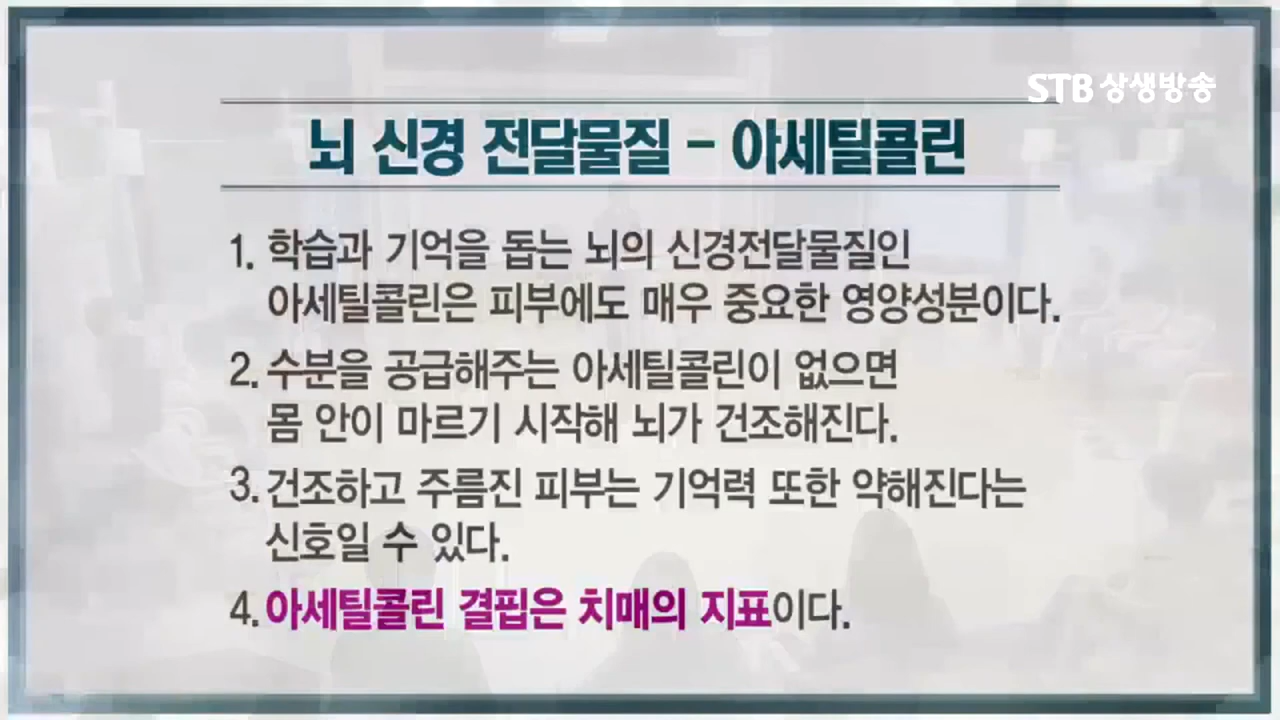 STB 상생방송
뇌 신경 전달물질 - 아세틸콜린
1. 학습과 기억을 돕는 뇌의 신경전달물질인
아세틸콜린은 피부에도 매우 중요한 영양성분이다.
2. 수분을 공급해주는 아세틸콜린이 없으면
몸 안이 마르기 시작해 뇌가 건조해진다.
3. 건조하고 주름진 피부는 기억력 또한 약해진다는
신호일 수 있다.
4. 아세틸콜린 결핍은 치매의 지표이다.